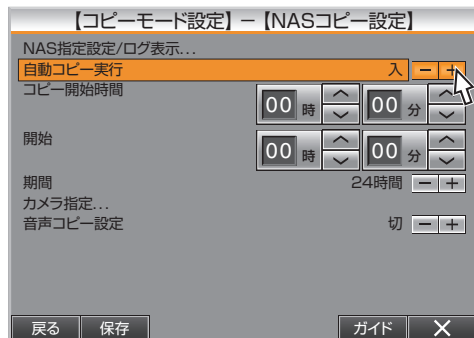 【コピーモード設定】－【NASコピー設定】
NAS指定設定/ログ表示...
自動コピー実行 入 － ＋
コピー開始時間 00 時 00 分
開始 00 時 00 分
期間 24時間 － ＋
カメラ指定...
音声コピー設定 切 － ＋
戻る 保存 ガイド ×